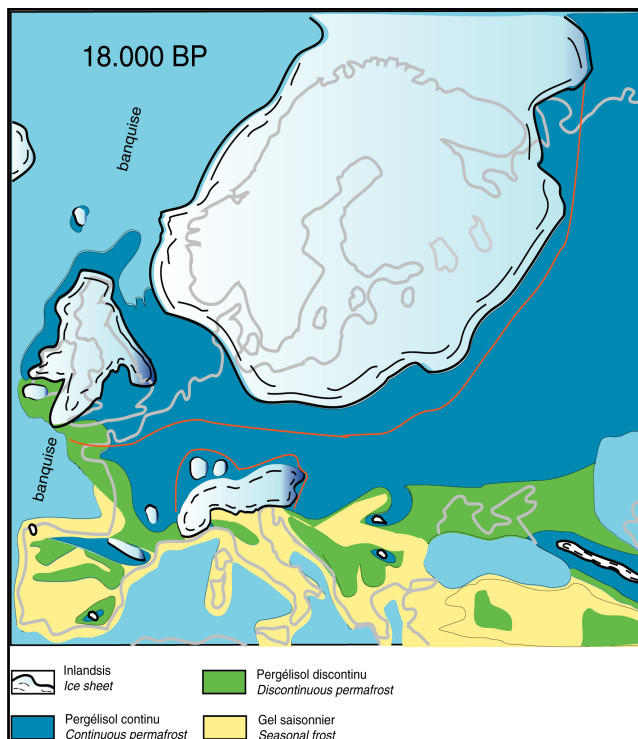 18.000 BP
banquise
banquise
Inlandsis
Ice sheet
Pergélisol discontinu
Discontinuous permafrost
Pergélisol continu
Continuous permafrost
Gel saisonnier
Seasonal frost